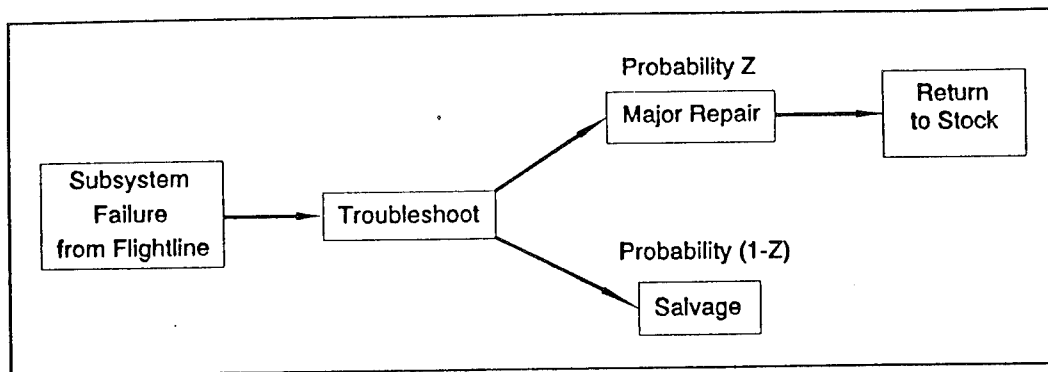 Subsystem
Failure
from Flightline
Troubleshoot
Probability Z
Major Repair
Return
to Stock
Probability (1-Z)
Salvage